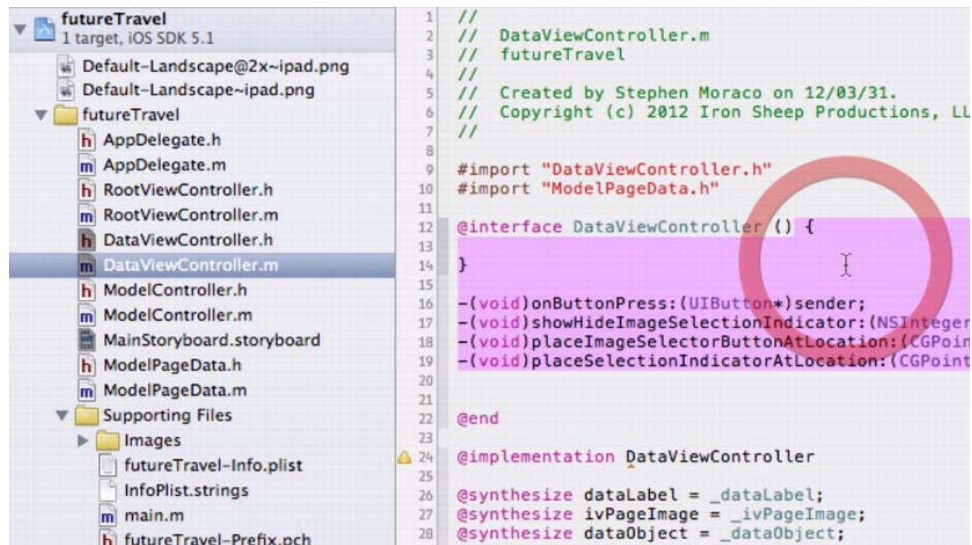 futureTravel
1 target, iOS SDK 5.1
Default-Landscape@2x~ipad.png
Default-Landscape~ipad.png
futureTravel
h AppDelegate.h
m AppDelegate.m
h RootViewController.h
m RootViewController.m
h DataViewController.h
m DataViewController.m
h ModelController.h
m ModelController.m
MainStoryboard.storyboard
h ModelPageData.h
m ModelPageData.m
Supporting Files
Images
futureTravel-Info.plist
InfoPlist.strings
m main.m
h futureTravel-Prefix.pch
1 //
2 // DataViewController.m
3 // futureTravel
4 //
5 // Created by Stephen Moraco on 12/03/31.
6 // Copyright (c) 2012 Iron Sheep Productions, LL
7 //
8
9 #import "DataViewController.h"
10 #import "ModelPageData.h"
11
12 @interface DataViewController () {
13
14 }
15
16 -(void)onButtonPress:(UIButton*)sender;
17 -(void)showHideImageSelectionIndicator:(NSInteger
18 -(void)placeImageSelectorButtonAtLocation:(CGPoin
19 -(void)placeSelectionIndicatorAtLocation:(CGPoint
20
21
22 @end
23
24 @implementation DataViewController
25
26 @synthesize dataLabel = _dataLabel;
27 @synthesize ivPageImage = _ivPageImage;
28 @synthesize dataObject = _dataObject;